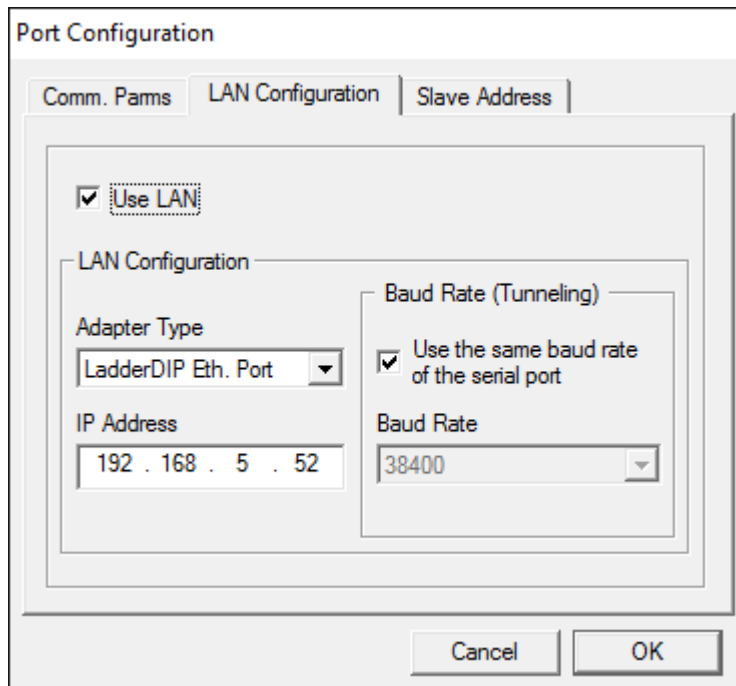 Port Configuration
Comm. Parms
LAN Configuration
Slave Address
Use LAN
LAN Configuration
Adapter Type
LadderDIP Eth. Port
IP Address
192 . 168 . 5 . 52
Baud Rate (Tunneling)
Use the same baud rate
of the serial port
Baud Rate
38400
Cancel
OK